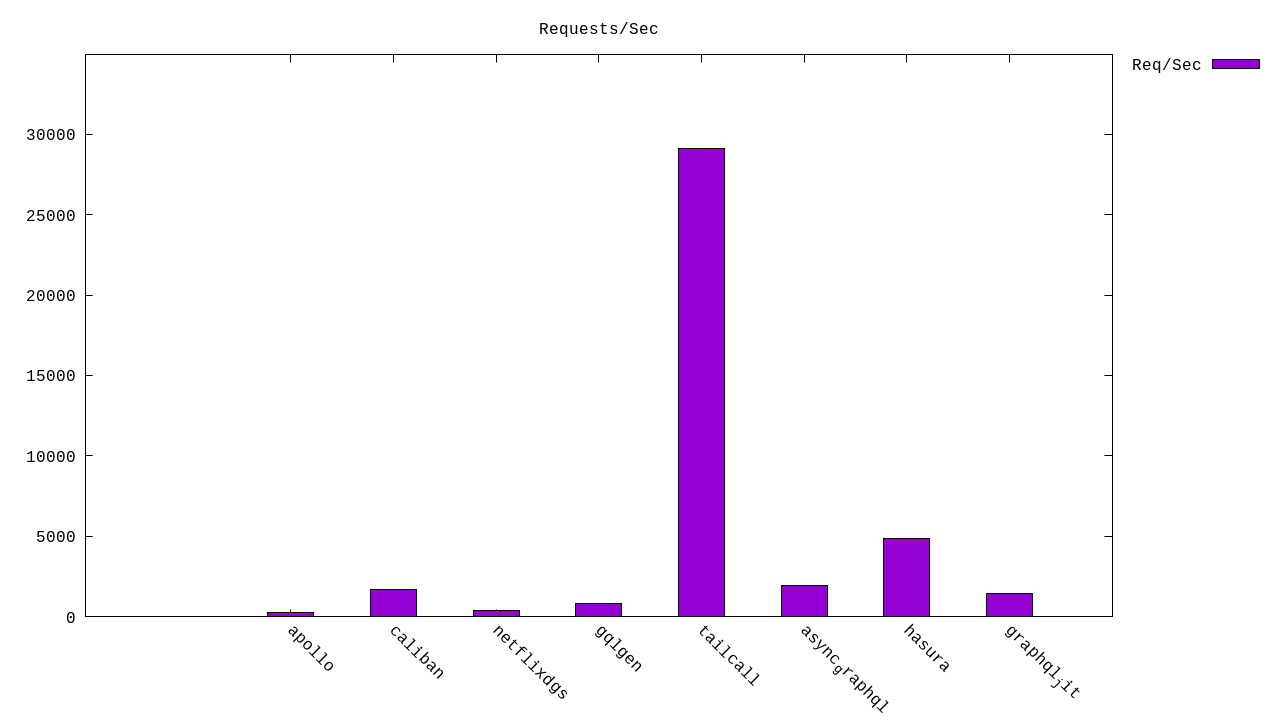 Requests/Sec
Req/Sec
30000
25000
20000
15000
10000
5000
0
apollo
caliban
netflixdgs
gqlgen
tailcall
async_graphql
hasura
graphql_jit